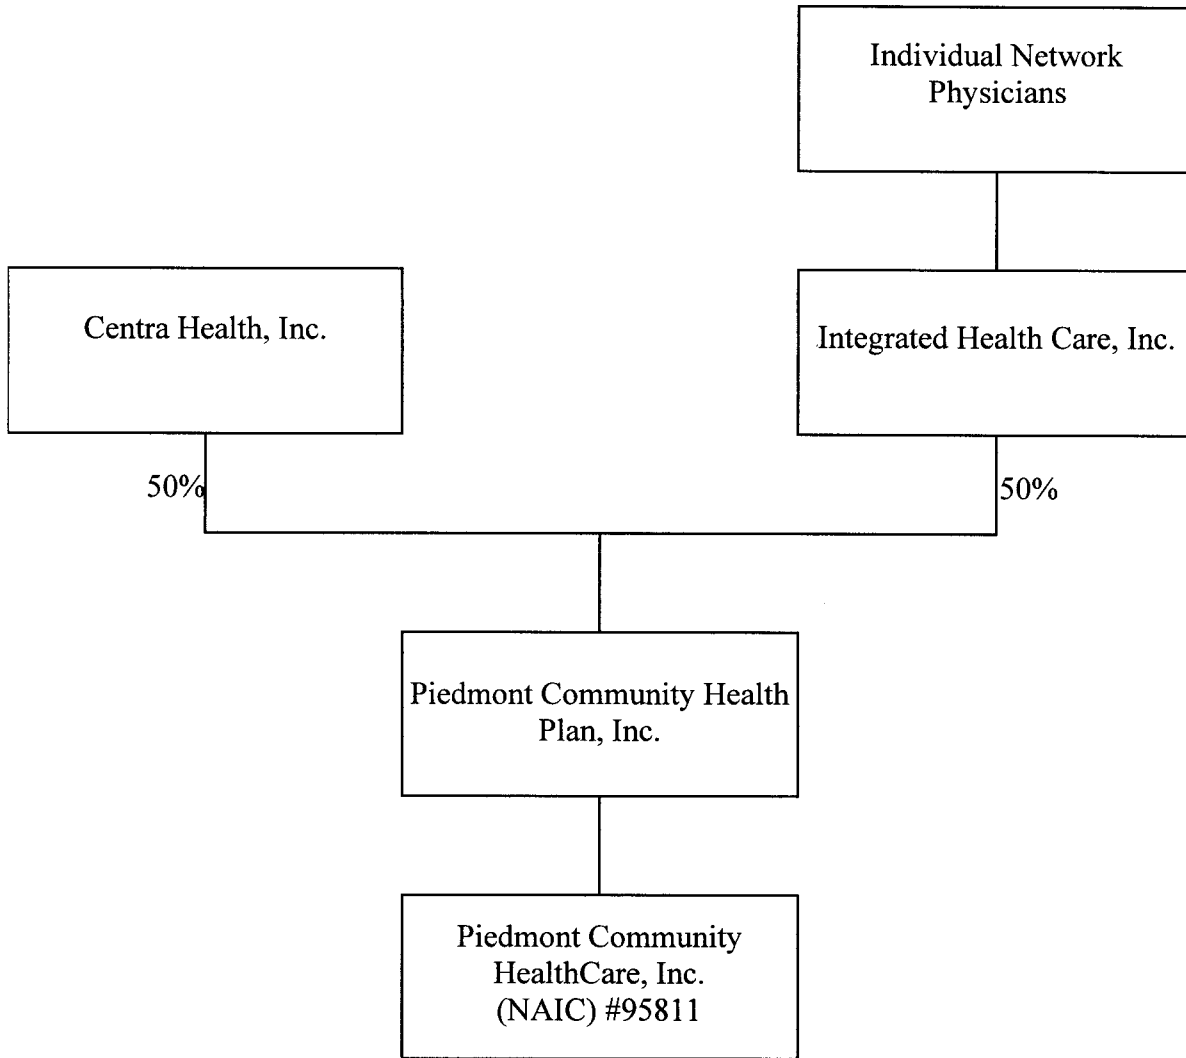 Individual Network
Physicians
Centra Health, Inc.
Integrated Health Care, Inc.
50%
50%
Piedmont Community Health
Plan, Inc.
Piedmont Community
HealthCare, Inc.
(NAIC) #95811